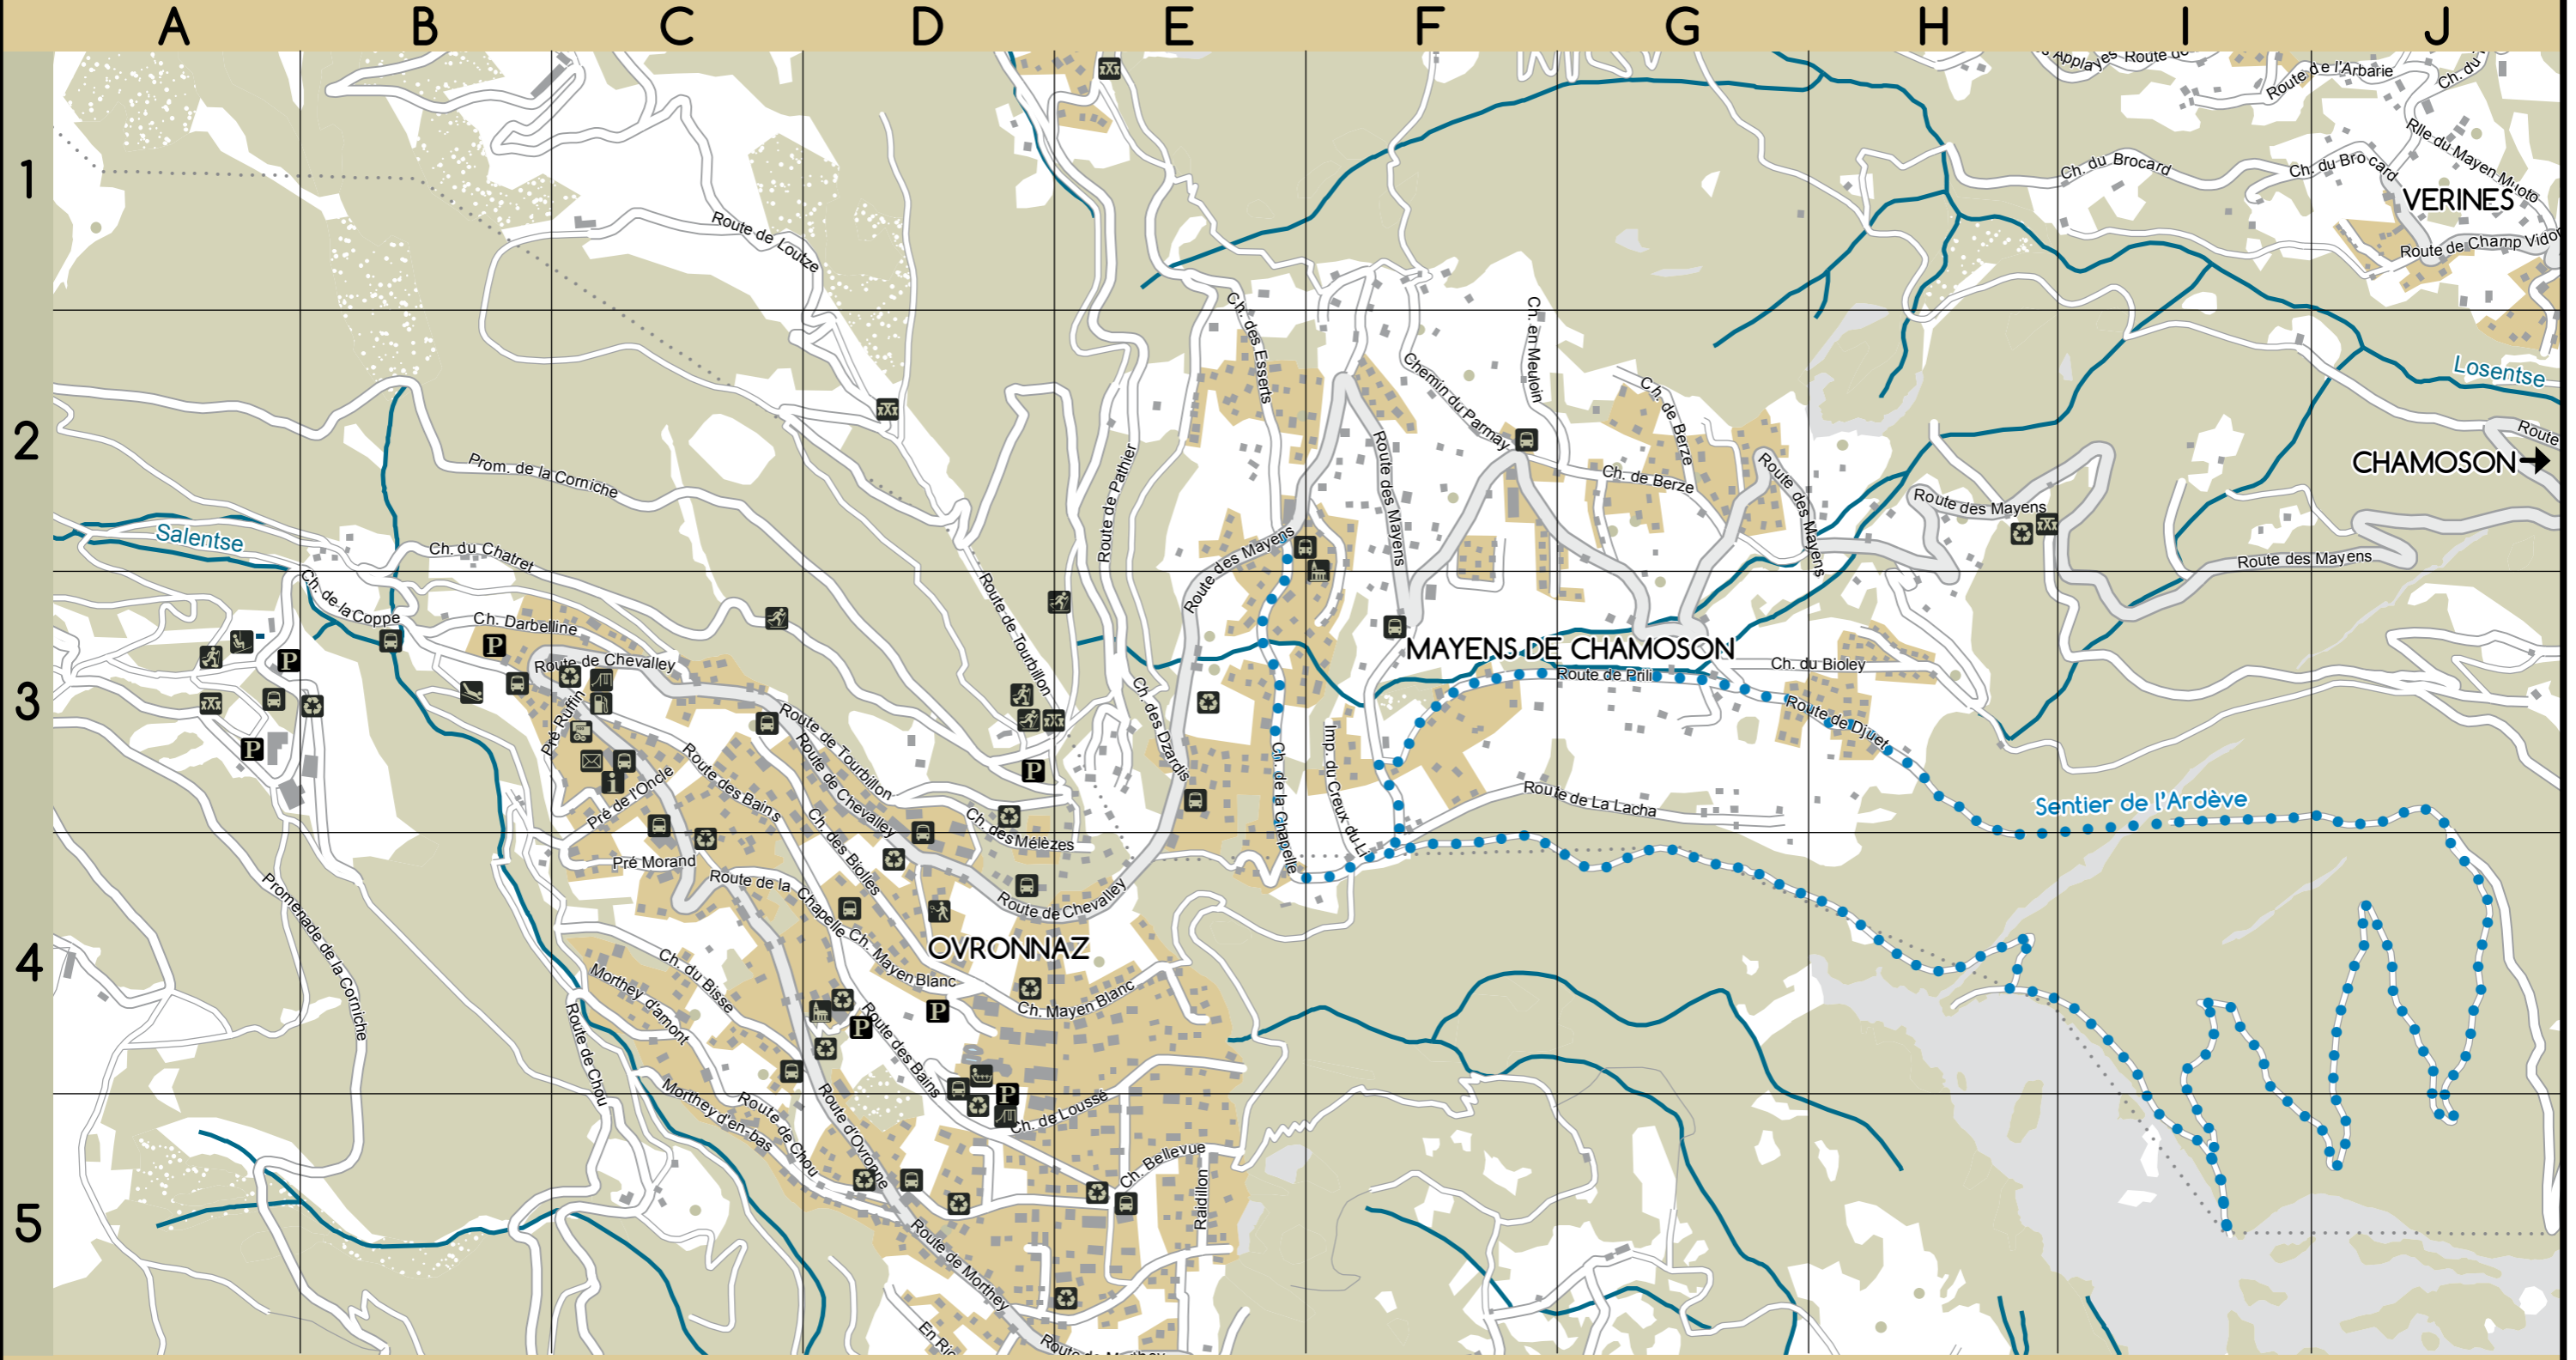 A B C D E F G H I J
1
2
3
4
5
Route de l'Arbarie
Rlle du Mayen Muoto
Ch. du Brocard
Ch. du Brocard
VERINES
Route de Loutze
Ch. des Esserts
Ch. en Meuloin
Chemin du Parnay
Ch. de Berze
Losentse
Route des Mayens
Route
CHAMOSON
Route de Pathier
Ch. de Berze
Route des Mayens
Prom. de la Corniche
Route des Mayens
Salentse
Route des Mayens
Ch. du Chatret
Route des Mayens
Ch. de la Coppe
Ch. Darbelline
Route de Tourbillon
P
P
Route de Chevalley
MAYENS DE CHAMOSON
Ch. du Bioley
Route de Prili
Ch. des Dzardis
Pré Ruffin
Route de Tourbillon
Route de Djuet
P
Route de Chevalley
Route des Bains
Ch. de la Chapelle
i
P
Pré de l'Oncle
Route de La Lacha
Sentier de l'Ardève
Ch. des Biolles
Ch. des Mélèzes
Pré Morand
Route de la Chapelle
Route de Chevalley
Promenade de la Corniche
OVRONNAZ
Ch. Mayen Blanc
Ch. du Bisse
Morthey d'amont
Ch. Mayen Blanc
P
P
Route de Chou
Route des Bains
P
Morthey d'en-bas
Route de Chou
Route d'Ovronne
Ch. de Lousse
Ch. Bellevue
Raidillon
Route de Morthey